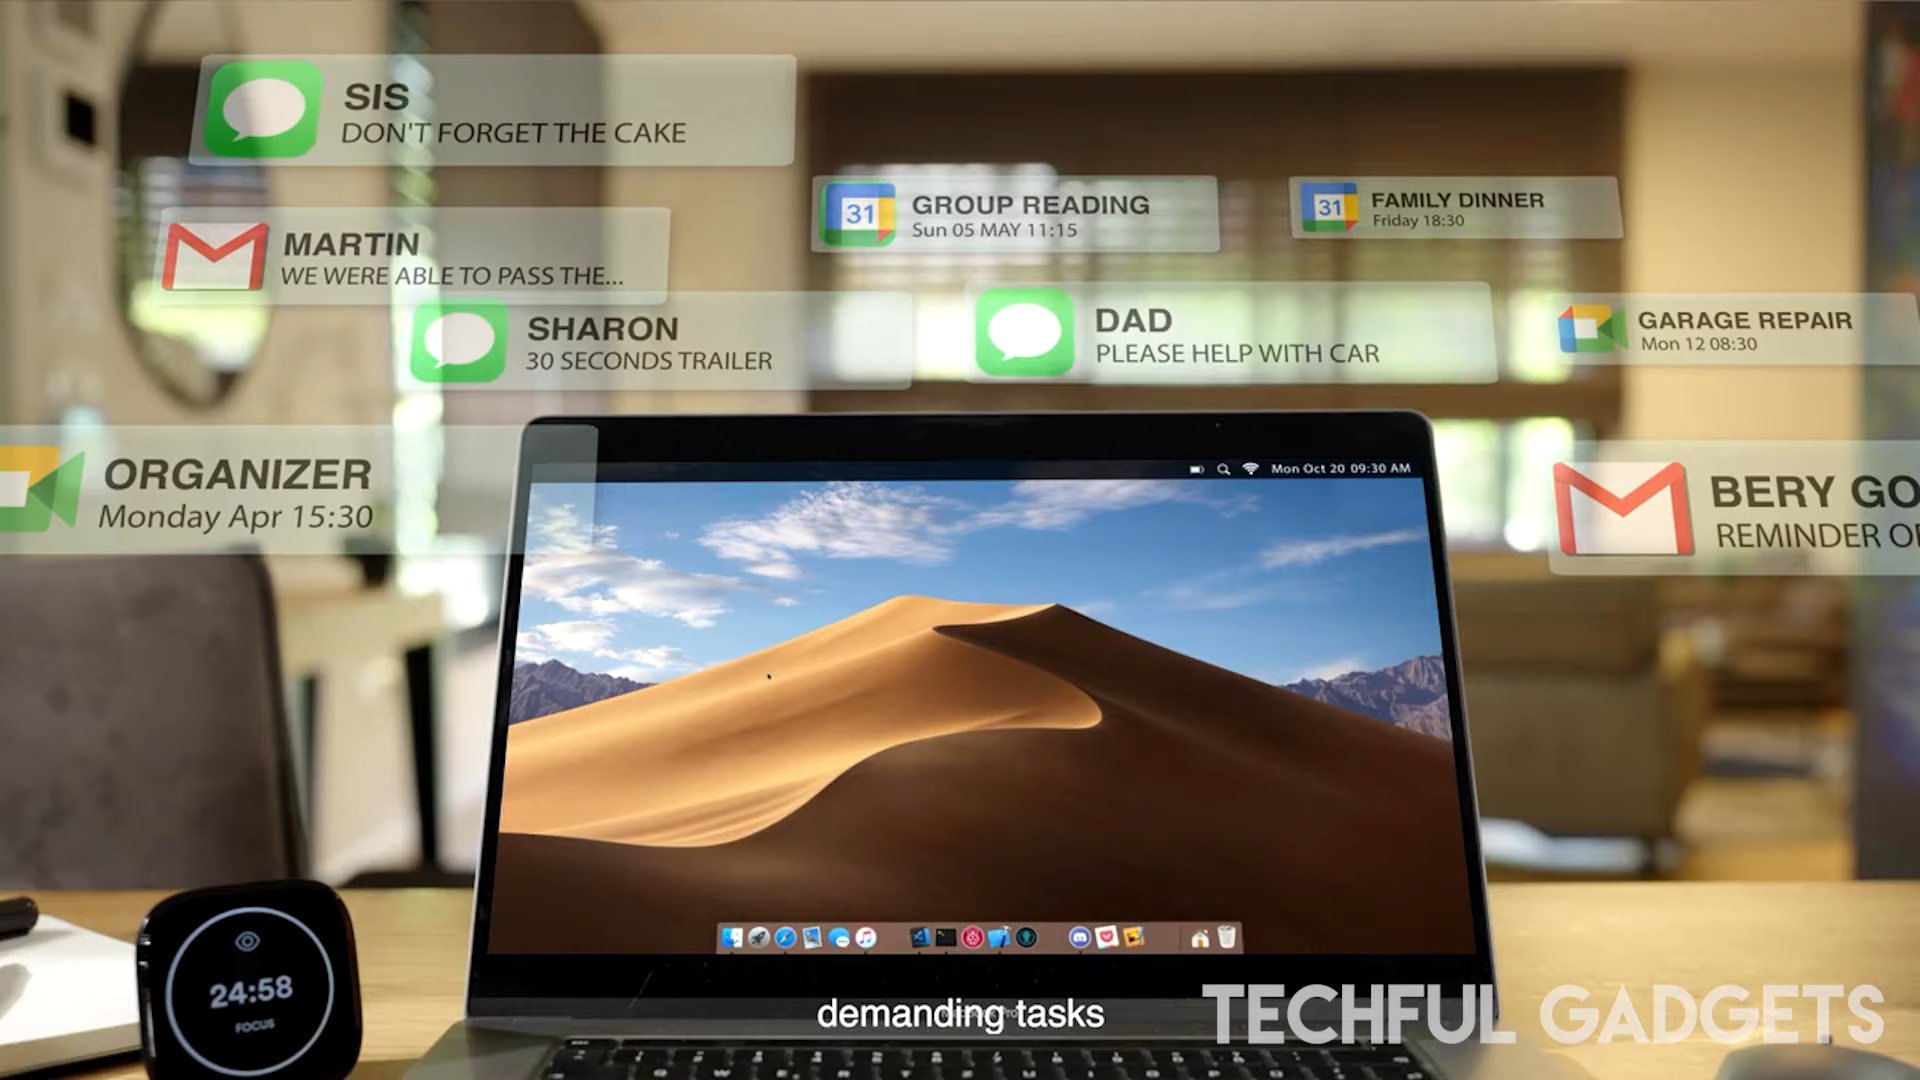 SIS
DON'T FORGET THE CAKE
31
GROUP READING
Sun 05 MAY 11:15
31
FAMILY DINNER
Friday 18:30
MARTIN
WE WERE ABLE TO PASS THE...
SHARON
30 SECONDS TRAILER
DAD
PLEASE HELP WITH CAR
GARAGE REPAIR
Mon 12 08:30
ORGANIZER
Monday Apr 15:30
BERY GO
REMINDER
Mon Oct 20 09:30 AM
24:58
FOCUS
demanding tasks
TECHFUL GADGETS